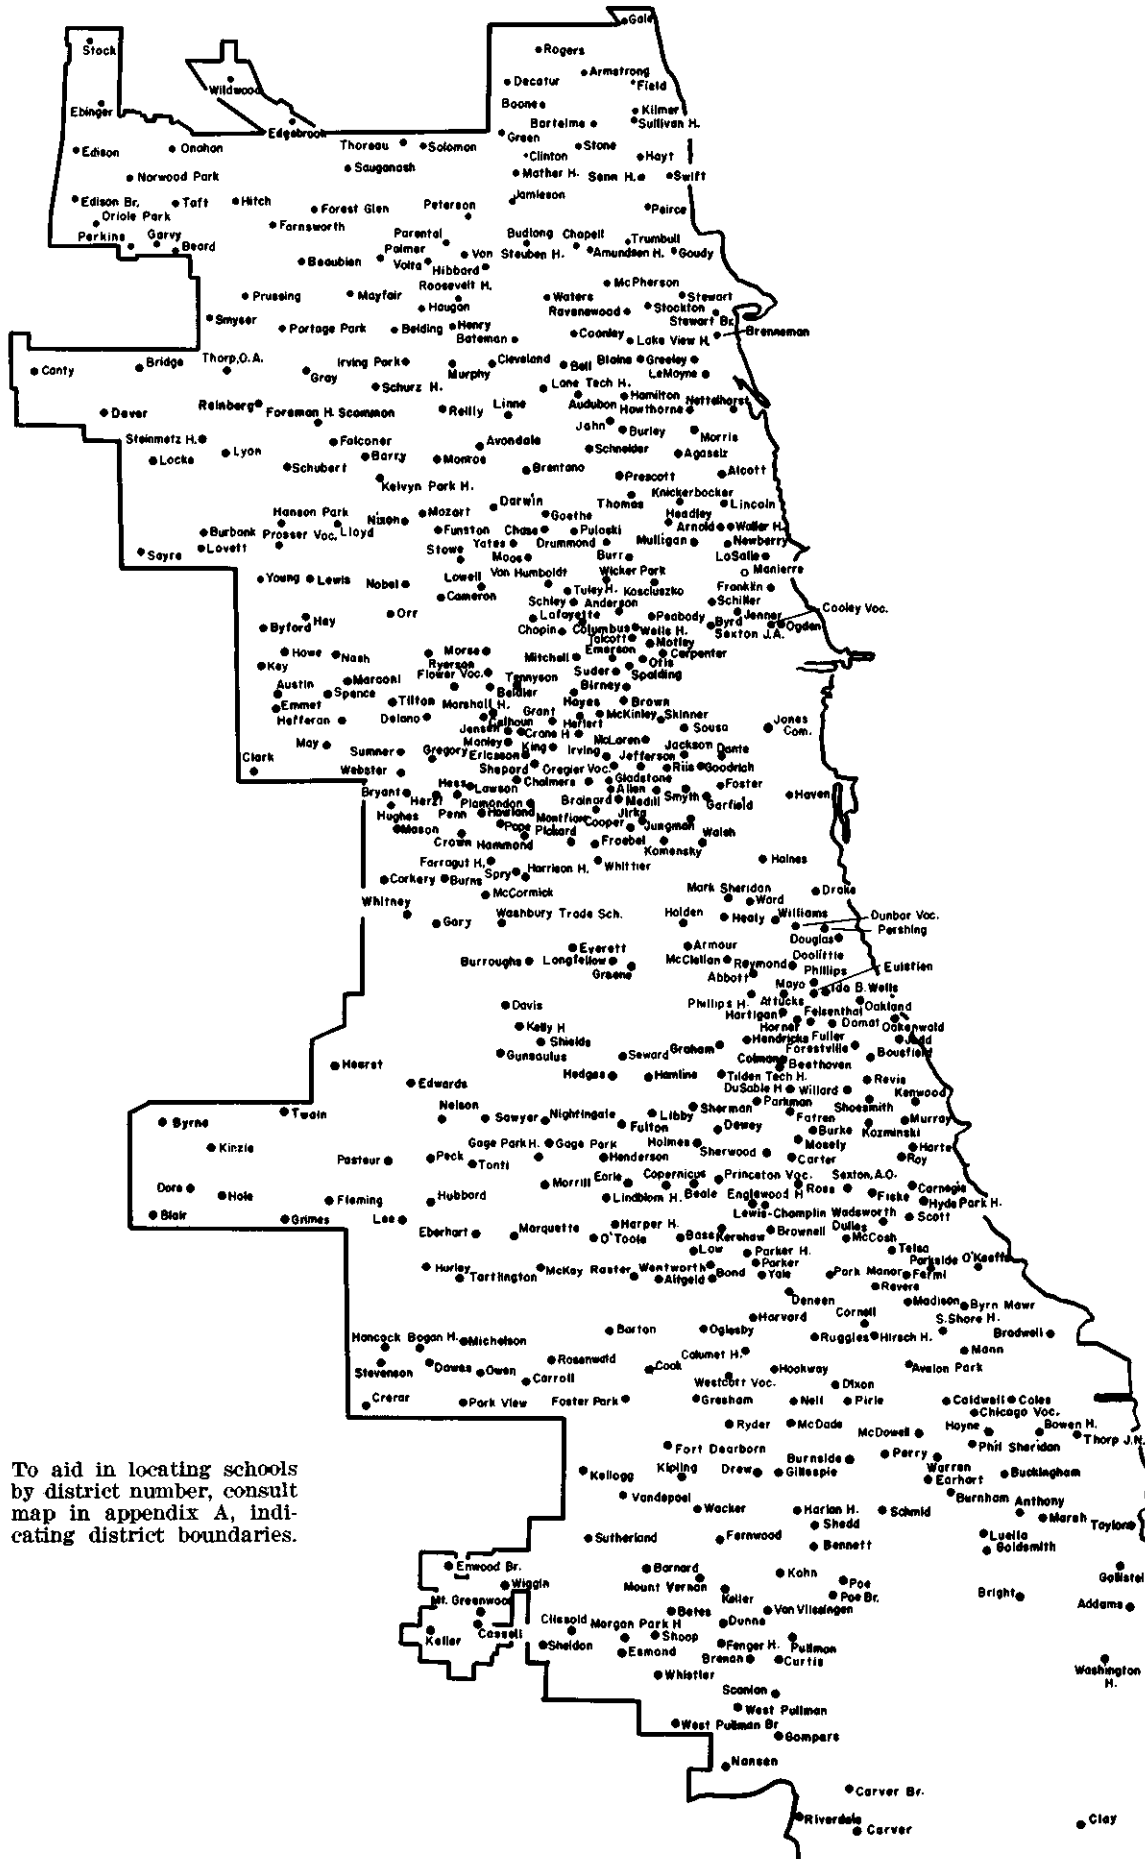 Gale
Stock
Rogers
Armstrong
Decatur
Field
Wildwood
Ebinger
Boone
Kilmer
Bartelme
Sullivan H.
Edgebrook
Green
Edison
Onahan
Thoreau
Solomon
Stone
Clinton
Hayt
Sauganash
Mather H.
Senn H.
Swift
Norwood Park
Edison Br.
Taft
Hitch
Jamieson
Oriole Park
Forest Glen
Peterson
Peirce
Farnsworth
Perkins
Garvy
Beard
Parental
Budlong
Chapell
Trumbull
Palmer
Von Steuben H.
Amundsen H.
Goudy
Beaubien
Volta
Hibbard
Roosevelt H.
McPherson
Prussing
Mayfair
Haugan
Waters
Stewart
Ravenswood
Stockton
Stewart Br.
Smyser
Portage Park
Belding
Henry
Bateman
Coonley
Lake View H.
Brenneman
Canty
Bridge
Thorp, O.A.
Irving Park
Gray
Murphy
Cleveland
Bell
Blaine
Greeley
LeMoyne
Schurz H.
Lane Tech H.
Hamilton
Reinberg
Foreman H.
Scammon
Reilly
Linne
Audubon
Hawthorne
Nettelhorst
Dever
Jahn
Burley
Morris
Steinmetz H.
Falconer
Avondale
Schneider
Agassiz
Locke
Lyon
Schubert
Barry
Monroe
Brentano
Prescott
Alcott
Kelvyn Park H.
Thomas
Knickerbocker
Lincoln
Hanson Park
Lloyd
Nixon
Mozart
Darwin
Goethe
Headley
Burbank
Prosser Voc.
Funston
Chase
Pulaski
Arnold
Waller H.
Sayre
Lovett
Stowe
Yates
Drummond
Mulligan
Newberry
Moos
Burr
LaSalle
Manierre
Young
Lewis
Nobel
Lowell
Von Humboldt
Wicker Park
Kosciuszko
Franklin
Cameron
Tuley H.
Schley
Anderson
Schiller
Cooley Voc.
Hay
Orr
Lafayette
Peabody
Jenner
Byford
Chopin
Columbus
Wells H.
Byrd
Sexton J.A.
Ogden
Talcott
Motley
Howe
Nash
Morse
Emerson
Carpenter
Key
Ryerson
Mitchell
Otis
Marconi
Flower Voc.
Tennyson
Suder
Spalding
Austin
Spence
Beidler
Birney
Emmet
Tilton
Marshall H.
Hayes
Brown
Hefferan
Delano
Calhoun
Grant
Hefiert
McKinley
Skinner
Jensen
Crane H
Sousa
Jones Com.
May
Sumner
Gregory
Manley
King
Irving
McLaren
Jackson
Dante
Clark
Ericsson
Jefferson
Webster
Shepard
Cregier Voc.
Riis
Goodrich
Bryant
Hess
Lawson
Chalmers
Gladstone
Foster
Herzl
Allen
Smyth
Haven
Hughes
Penn
Plamondon
Howland
Brainard
Medill
Garfield
Mason
Pope
Montfiore
Cooper
Jirka
Jungman
Walsh
Crown
Hammond
Pickard
Froebel
Komensky
Farragut H.
Harrison H.
Whittier
Haines
Corkery
Burns
Spry
McCormick
Mark Sheridan
Ward
Drake
Whitney
Gary
Washbury Trade Sch.
Holden
Healy
Williams
Dunbar Voc.
Pershing
Douglas
Burroughs
Everett
Longfellow
Graene
Armour
McClellan
Raymond
Doolittle
Abbott
Phillips
Euistien
Mayo
Ida B. Wells
Davis
Phillips H.
Attucks
Oakland
Hartigan
Felsenthal
Kelly H
Horner
Domat
Oakenwald
Shields
Hendricks
Fuller
Judd
Gunsaulus
Seward
Graham
Colman
Forestville
Bousfield
Hearst
Beethoven
Hedges
Hamline
Tilden Tech H.
Revis
Edwards
DuSable H
Willard
Kenwood
Twain
Nelson
Sawyer
Nightingale
Libby
Sherman
Parkman
Shoesmith
Byrne
Fulton
Dewey
Farren
Murray
Burke
Kozminski
Kinzie
Gage Park H.
Gage Park
Holmes
Mosely
Harte
Pasteur
Peck
Tonti
Henderson
Sherwood
Carter
Ray
Dore
Hale
Morrill
Earle
Copernicus
Princeton Voc.
Sexton, A.O.
Carnegie
Fleming
Hubbard
Lindblom H.
Beale
Englewood H
Ross
Fiske
Hyde Park H.
Blair
Grimes
Lee
Lewis-Champlin
Wadsworth
Scott
Eberhart
Marquette
Harper H.
Bass
Kershaw
Brownell
Dulles
O'Toole
McCosh
Low
Parker H.
Telsa
Hurley
McKay
Raster
Wentworth
Parker
Parkside
O'Keeffe
Tartlington
Altgeld
Bond
Yale
Park Manor
Fermi
Revere
Deneen
Madison
Byrn Mawr
Harvard
Cornell
S. Shore H.
Hancock
Bogan H.
Michelson
Barton
Oglesby
Ruggles
Hirsch H.
Bradwell
Calumet H.
Mann
Stevenson
Dawes
Owen
Rosenwald
Cook
Hookway
Avalon Park
Carroll
Westcott Voc.
Dixon
Crerar
Park View
Foster Park
Gresham
Neil
Pirie
Caldwell
Coles
Chicago Voc.
Ryder
McDade
McDowell
Hoyne
Bowen H.
Thorp J.N.
Fort Dearborn
Perry
Phil Sheridan
Burnside
Warren
Kellogg
Kipling
Drew
Gillespie
Earhart
Buckingham
Vandepoel
Burnham
Wacker
Harlan H.
Schmid
Anthony
Marsh
Taylor
Shedd
Sutherland
Fernwood
Luella
Bennett
Goldsmith
Emwood Br.
Barnard
Kohn
Gallistel
Wiggin
Mount Vernon
Poe
Keller
Poe Br.
Bright
Addams
Mt. Greenwood
Bates
Van Vlissingen
Keller
Cassell
Clissold
Morgan Park H
Shoop
Dunne
Sheldon
Esmond
Fenger H.
Pullman
Brenan
Curtis
Washington H.
Whistler
Scanlan
West Pullman
West Pullman Br
Gompers
Nansen
Carver Br.
Riverdale
Carver
Clay
To aid in locating schools
by district number, consult
map in appendix A, indi-
cating district boundaries.